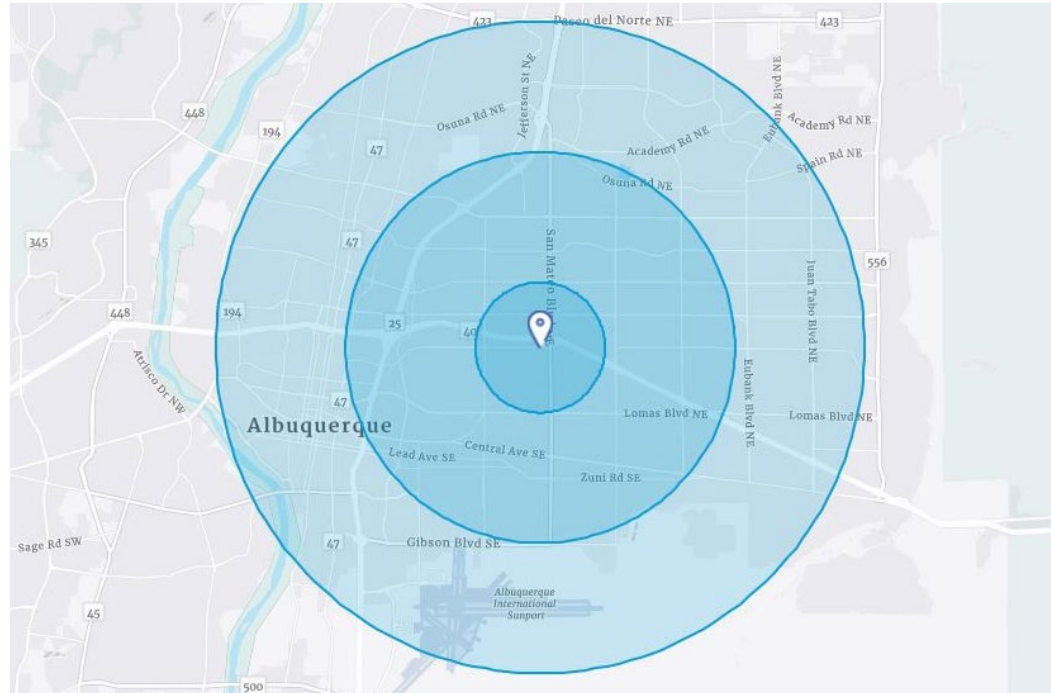 423
Paseo del Norte NE
423
Jefferson St NE
Eubank Blvd NE
448
Osuna Rd NE
Academy Rd NE
194
47
Academy Rd NE
Spain Rd NE
Osuna Rd NE
345
47
San Mateo Blvd NE
556
Juan Tabo Blvd NE
448
194
25
40
Atrisco Dr NW
Eubank Blvd NE
47
Lomas Blvd NE
Lomas Blvd NE
Albuquerque
Lead Ave SE
Central Ave SE
Zuni Rd SE
Sage Rd SW
47
Gibson Blvd SE
Albuquerque
International
Sunport
45
500